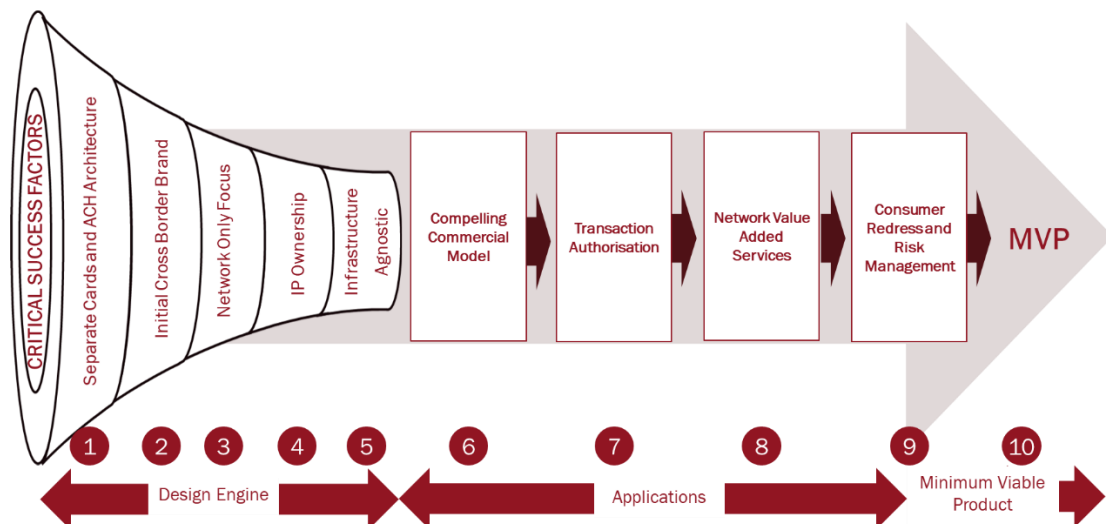 CRITICAL SUCCESS FACTORS
Separate Cards and ACH Architecture
Initial Cross Border Brand
Network Only Focus
IP Ownership
Infrastructure
Agnostic
Compelling
Commercial
Model
Transaction
Authorisation
Network Value
Added
Services
Consumer
Redress and
Risk
Management
MVP
1
2
3
4
5
6
7
8
9
10
Design Engine
Applications
Minimum Viable
Product